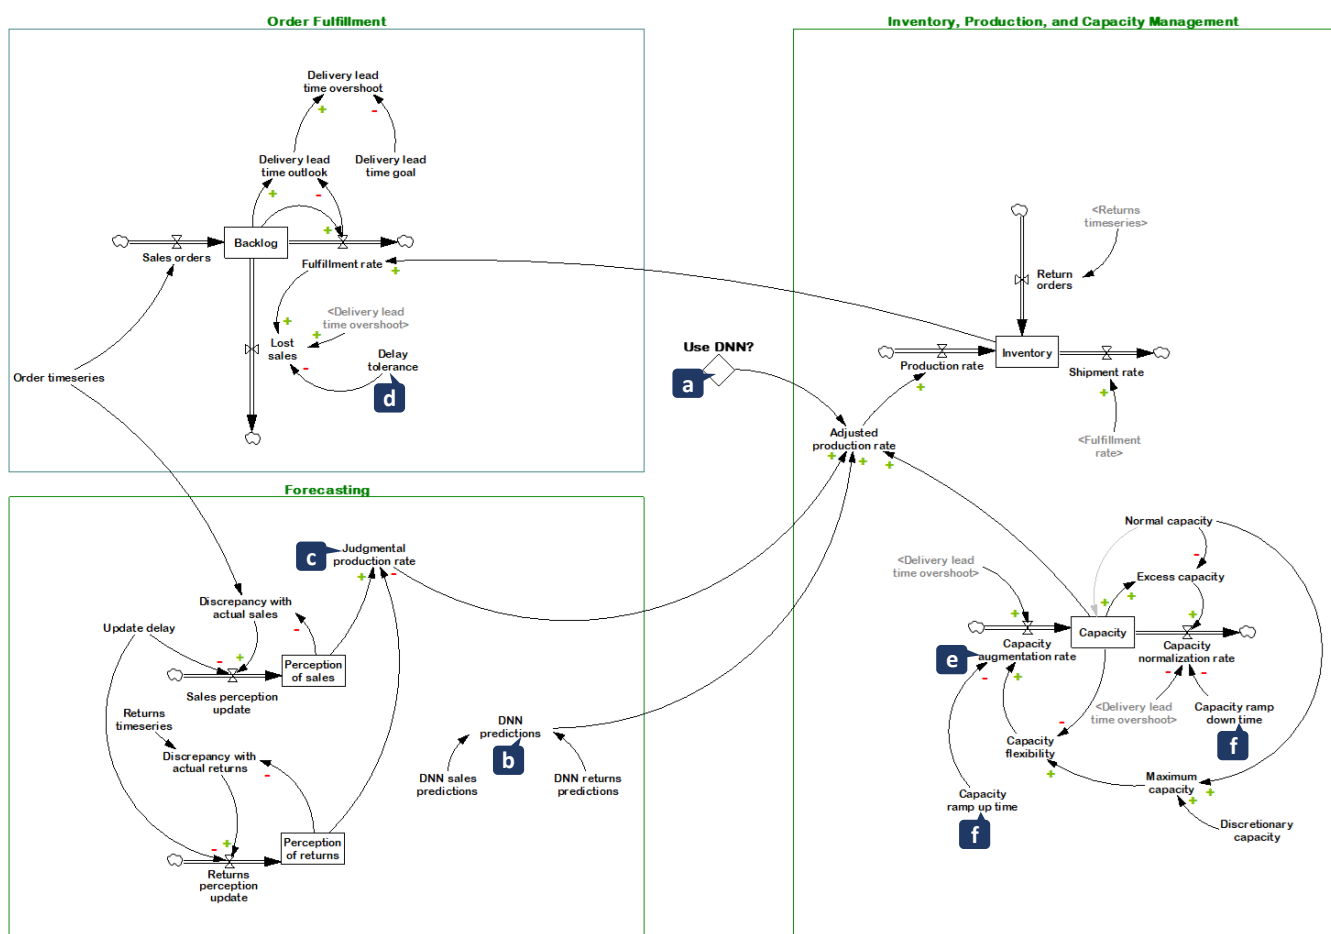 Order Fulfillment
Delivery lead
time overshoot
Delivery lead
time outlook
Delivery lead
time goal
Sales orders
Backlog
Fulfillment rate
<Delivery lead
time overshoot>
Lost
sales
Delay
tolerance
d
Order timeseries
Use DNN?
a
Inventory, Production, and Capacity Management
<Returns
timeseries>
Return
orders
Production rate
Inventory
Shipment rate
<Fulfillment
rate>
Adjusted
production rate
Normal capacity
<Delivery lead
time overshoot>
Excess capacity
Capacity
Capacity
augmentation rate
e
Capacity
normalization rate
<Delivery lead
time overshoot>
Capacity ramp
down time
f
Capacity
flexibility
Maximum
capacity
Capacity
ramp up time
f
Discretionary
capacity
Forecasting
Judgmental
production rate
c
Discrepancy with
actual sales
Update delay
Perception
of sales
Sales perception
update
Returns
timeseries
Discrepancy with
actual returns
DNN
predictions
b
DNN sales
predictions
DNN returns
predictions
Perception
of returns
Returns
perception
update